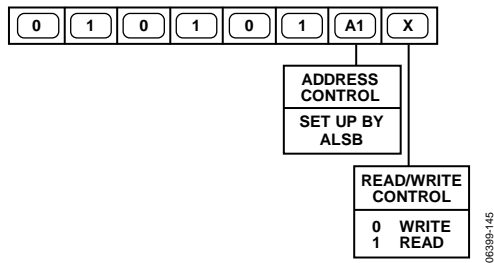 0 1 0 1 0 1 A1 X
ADDRESS
CONTROL
SET UP BY
ALSB
READ/WRITE
CONTROL
0 WRITE
1 READ
06399-145